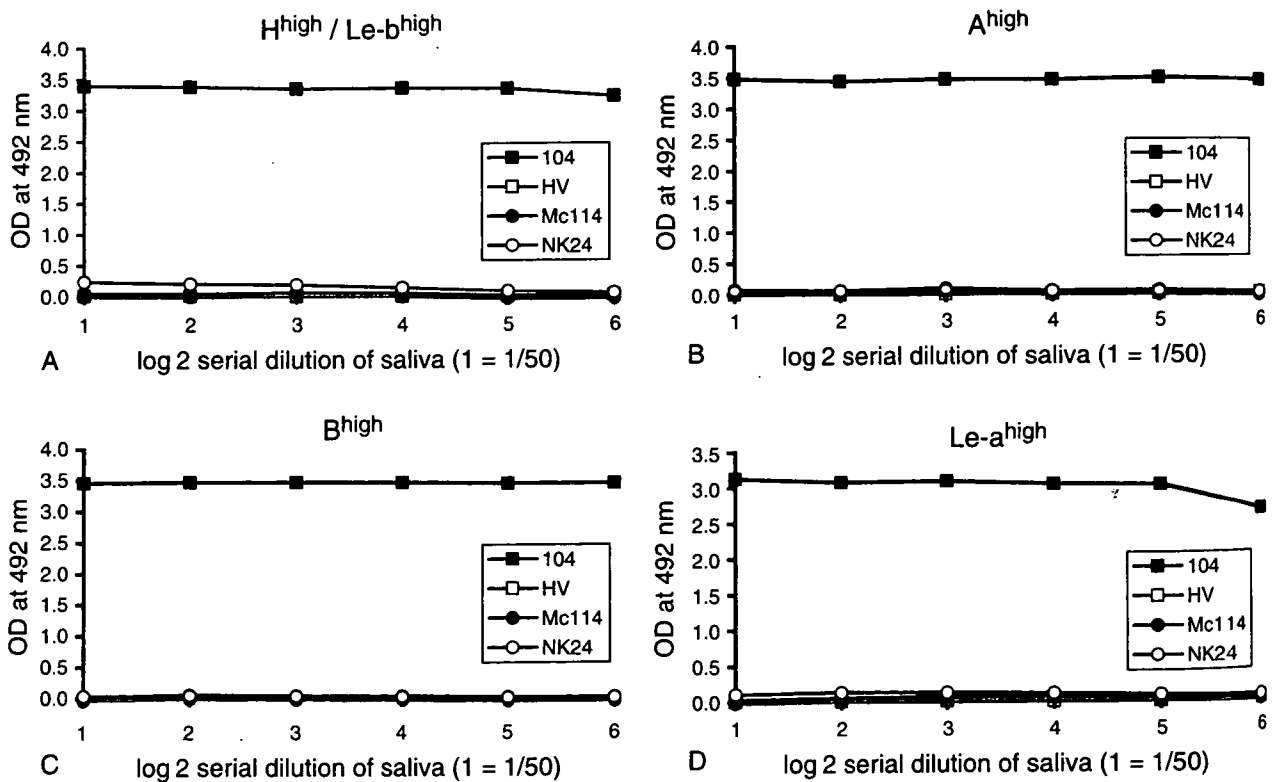 H^high / Le-b^high
OD at 492 nm
4.0
3.5
3.0
2.5
2.0
1.5
1.0
0.5
0.0
104
HV
Mc114
NK24
1 2 3 4 5 6
A log 2 serial dilution of saliva (1 = 1/50)
A^high
OD at 492 nm
4.0
3.5
3.0
2.5
2.0
1.5
1.0
0.5
0.0
104
HV
Mc114
NK24
1 2 3 4 5 6
B log 2 serial dilution of saliva (1 = 1/50)
B^high
OD at 492 nm
4.0
3.5
3.0
2.5
2.0
1.5
1.0
0.5
0.0
104
HV
Mc114
NK24
1 2 3 4 5 6
C log 2 serial dilution of saliva (1 = 1/50)
Le-a^high
OD at 492 nm
3.5
3.0
2.5
2.0
1.5
1.0
0.5
0.0
104
HV
Mc114
NK24
1 2 3 4 5 6
D log 2 serial dilution of saliva (1 = 1/50)